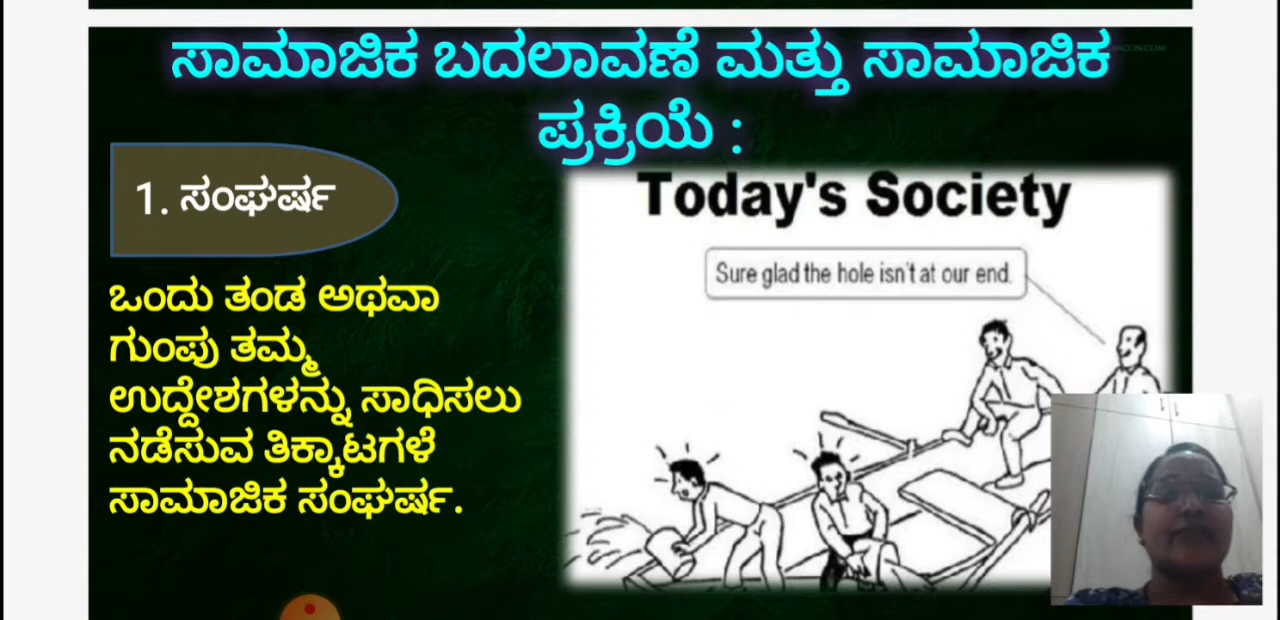 ಸಾಮಾಜಿಕ ಬದಲಾವಣೆ ಮತ್ತು ಸಾಮಾಜಿಕ
ಪ್ರಕ್ರಿಯೆ :
1. ಸಂಘರ್ಷ
ಒಂದು ತಂಡ ಅಥವಾ
ಗುಂಪು ತಮ್ಮ
ಉದ್ದೇಶಗಳನ್ನು ಸಾಧಿಸಲು
ನಡೆಸುವ ತಿಕ್ಕಾಟಗಳೆ
ಸಾಮಾಜಿಕ ಸಂಘರ್ಷ.
Today's Society
Sure glad the hole isn't at our end.